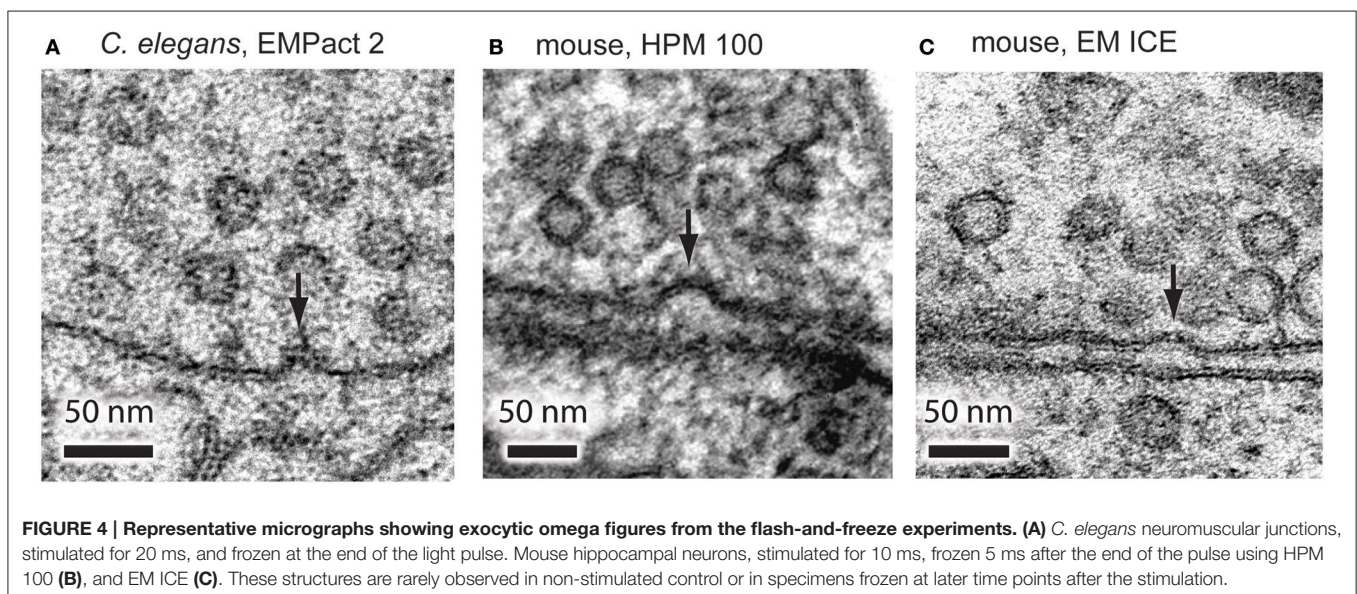 A C. elegans, EMPact 2
B mouse, HPM 100
C mouse, EM ICE
50 nm
50 nm
50 nm
FIGURE 4 | Representative micrographs showing exocytic omega figures from the flash-and-freeze experiments. (A) C. elegans neuromuscular junctions,
stimulated for 20 ms, and frozen at the end of the light pulse. Mouse hippocampal neurons, stimulated for 10 ms, frozen 5 ms after the end of the pulse using HPM
100 (B), and EM ICE (C). These structures are rarely observed in non-stimulated control or in specimens frozen at later time points after the stimulation.